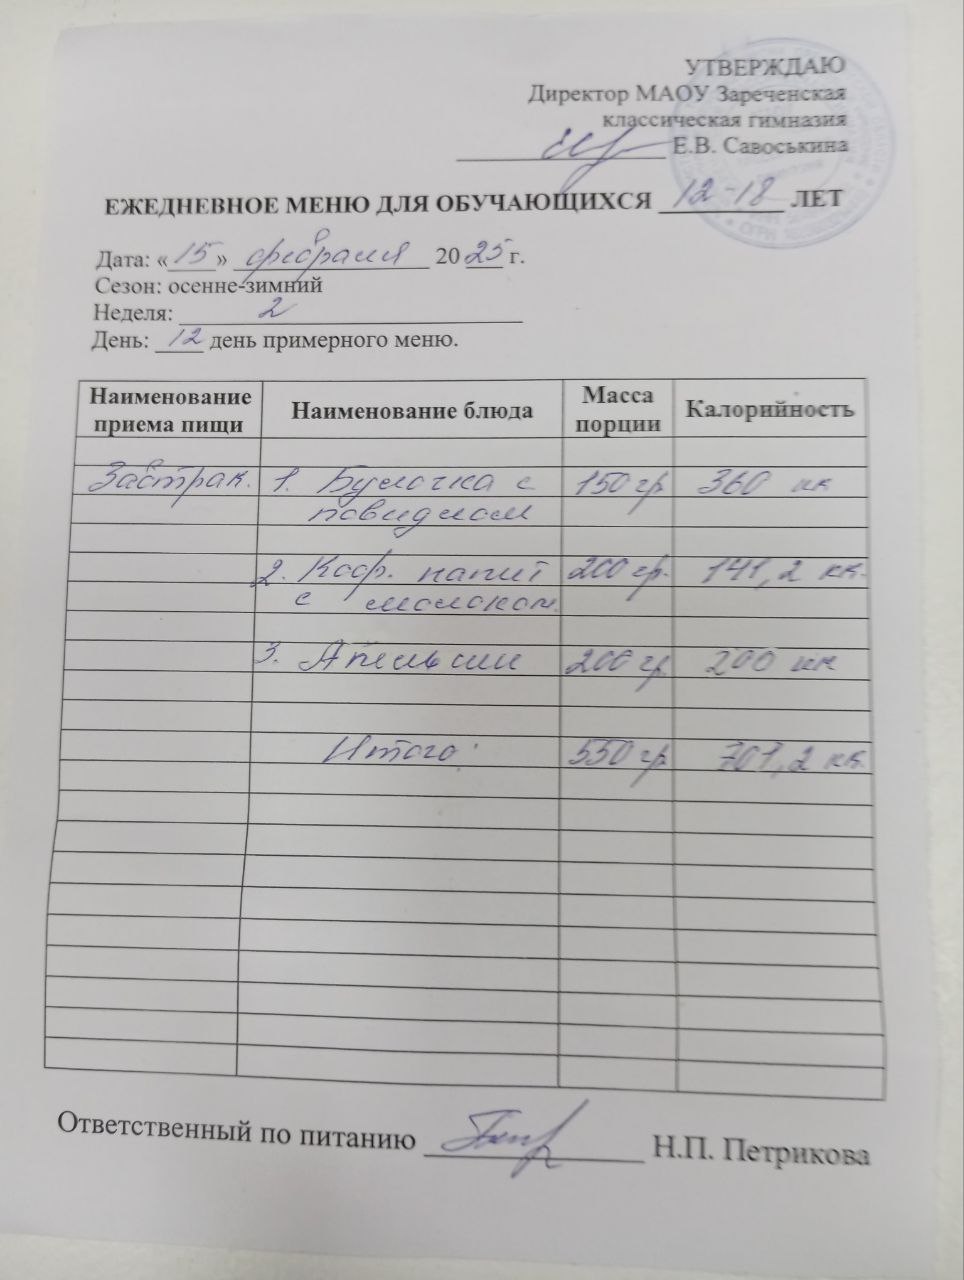 УТВЕРЖДАЮ
Директор МАОУ Зареченская
классическая гимназия
Е.В. Савоськина
ЕЖЕДНЕВНОЕ МЕНЮ ДЛЯ ОБУЧАЮЩИХСЯ 12-18 ЛЕТ
Дата: «15» февраля 2025 г.
Сезон: осенне-зимний
Неделя: 2
День: 12 день примерного меню.
Наименование приема пищи Наименование блюда Масса порции Калорийность
Завтрак. 1. Булочка с 150 гр 360 кк
повидлом
2. Коф. напит 200 гр. 141,2 кк.
с молоком.
3. Апельсин 200 гр. 200 кк
Итого: 550 гр 701,2 кк.
Ответственный по питанию Н.П. Петрикова